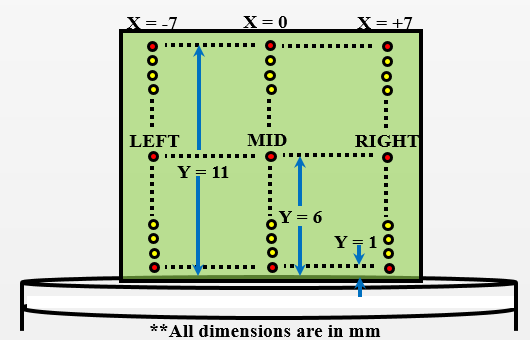 X = -7 X = 0 X = +7
LEFT MID RIGHT
Y = 11
Y = 6
Y = 1
**All dimensions are in mm